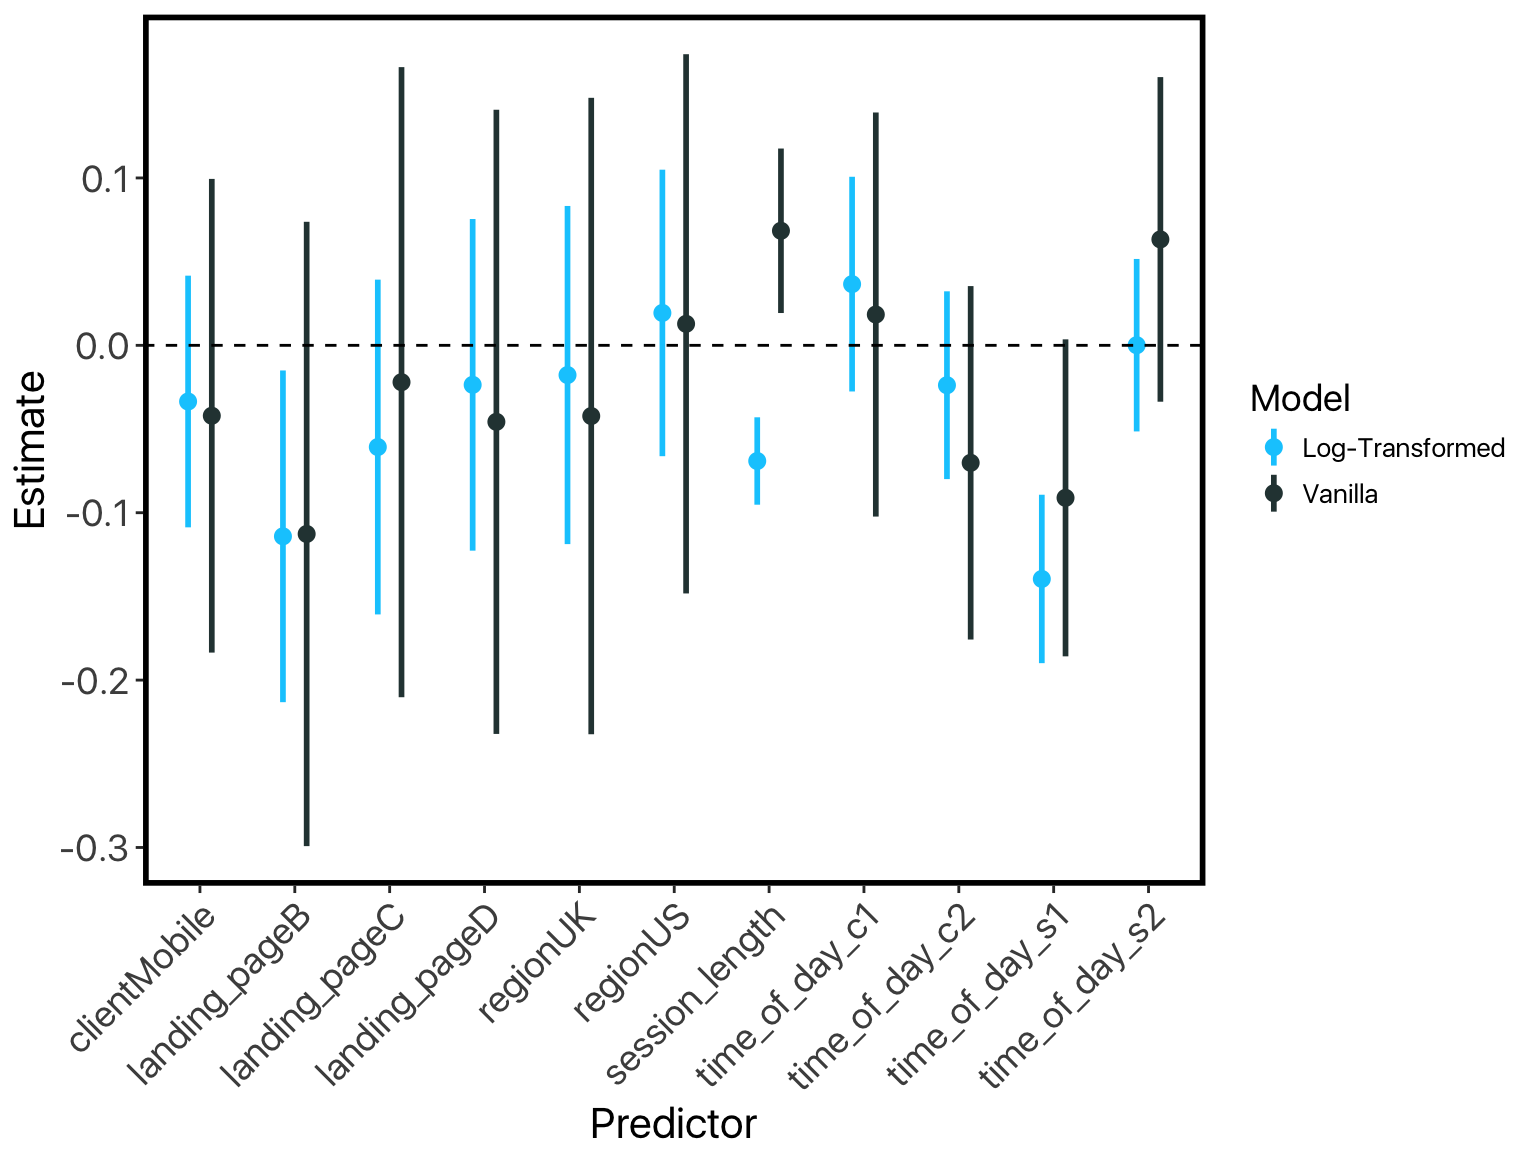 Estimate
0.1
0.0
-0.1
-0.2
-0.3
clientMobile
landing_pageB
landing_pageC
landing_pageD
regionUK
regionUS
session_length
time_of_day_c1
time_of_day_c2
time_of_day_s1
time_of_day_s2
Predictor
Model
Log-Transformed
Vanilla